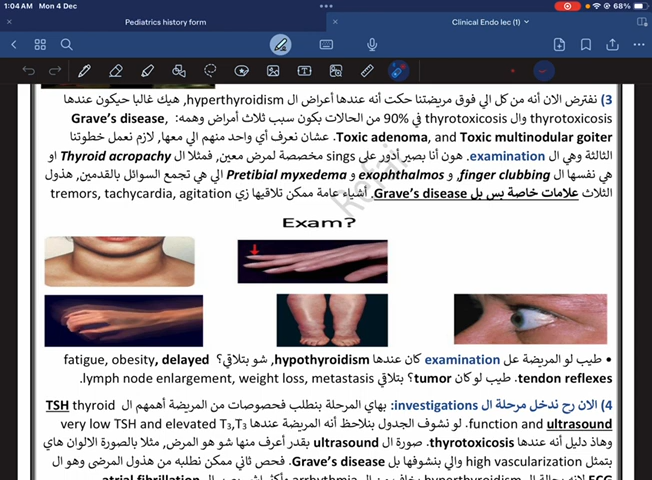 1:04 AM Mon 4 Dec
68%
Pediatrics history form
Clinical Endo lec (1)
3) نفترض الان أنه من كل الي فوق مريضتنا حكت أنه عندها أعراض ال hyperthyroidism, هيك غالبا حيكون عندها
thyrotoxicosis وال thyrotoxicosis في 90% من الحالات بكون سبب ثلاث أمراض وهمه: Grave's disease,
Toxic adenoma, and Toxic multinodular goiter. عشان نعرف أي واحد منهم الي معها, لازم نعمل خطوتنا
الثالثة وهي ال examination. هون أنا بصير أدور على sings مخصصة لمرض معين, فمثلا ال Thyroid acropachy او
هي نفسها ال finger clubbing, و exophthalmos و Pretibial myxedema الي هي تجمع السوائل بالقدمين, هذول
الثلاث علامات خاصة بس بل Grave's disease. أشياء عامة ممكن تلاقيها زي tremors, tachycardia, agitation
Refai
Exam?
• طيب لو المريضة عل examination كان عندها hypothyroidism, شو بتلاقي؟ fatigue, obesity, delayed
tendon reflexes. طيب لو كان tumor؟ بتلاقي lymph node enlargement, weight loss, metastasis.
4) الان رح ندخل مرحلة ال investigations: بهاي المرحلة بنطلب فحوصات من المريضة أهمهم ال TSH thyroid
function and ultrasound. لو نشوف الجدول بنلاحظ أنه المريضة عندها very low TSH and elevated T3,T3
وهاذ دليل أنه عندها thyrotoxicosis. صورة ال ultrasound بقدر أعرف منها شو هو المرض, مثلا بالصورة الالوان هاي
بتمثل high vascularization والي بنشوفها بل Grave's disease. فحص ثاني ممكن نطلبه من هذول المرضى وهو ال